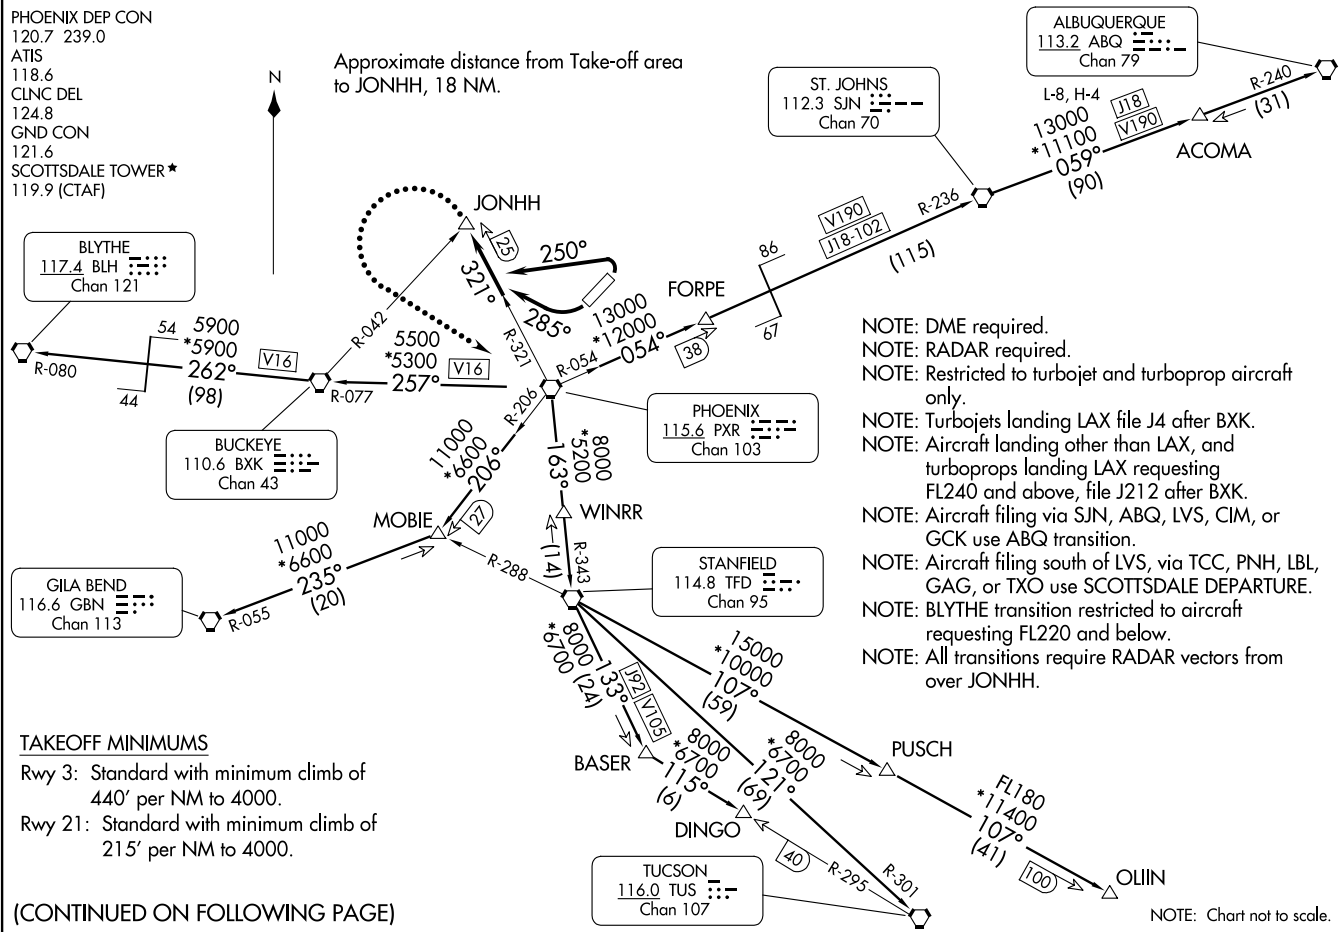 PHOENIX DEP CON
120.7 239.0
ATIS
118.6
CLNC DEL
124.8
GND CON
121.6
SCOTTSDALE TOWER★
119.9 (CTAF)
N
Approximate distance from Take-off area
to JONHH, 18 NM.
ALBUQUERQUE
113.2 ABQ
Chan 79
ST. JOHNS
112.3 SJN
Chan 70
L-8, H-4
13000
*11100
059°
(90)
J18
V190
R-240
(31)
ACOMA
R-236
V190
J18-102
(115)
86
67
FORPE
13000
*12000
054°
38
R-054
JONHH
25
250°
285°
321°
R-321
R-042
BLYTHE
117.4 BLH
Chan 121
R-080
54
44
5900
*5900
262°
(98)
V16
R-077
5500
*5300
257°
V16
BUCKEYE
110.6 BXK
Chan 43
PHOENIX
115.6 PXR
Chan 103
R-206
11000
*6600
206°
27
MOBIE
11000
*6600
235°
(20)
R-055
GILA BEND
116.6 GBN
Chan 113
8000
*5200
163°
WINRR
(14)
R-343
R-288
STANFIELD
114.8 TFD
Chan 95
8000
*6700
133°
(24)
J92
V105
BASER
8000
*6700
115°
(6)
DINGO
8000
*6700
121°
(69)
15000
*10000
107°
(59)
PUSCH
FL180
*11400
107°
(41)
100
OLIIN
40
R-295
R-301
TUCSON
116.0 TUS
Chan 107
NOTE: DME required.
NOTE: RADAR required.
NOTE: Restricted to turbojet and turboprop aircraft
only.
NOTE: Turbojets landing LAX file J4 after BXK.
NOTE: Aircraft landing other than LAX, and
turboprops landing LAX requesting
FL240 and above, file J212 after BXK.
NOTE: Aircraft filing via SJN, ABQ, LVS, CIM, or
GCK use ABQ transition.
NOTE: Aircraft filing south of LVS, via TCC, PNH, LBL,
GAG, or TXO use SCOTTSDALE DEPARTURE.
NOTE: BLYTHE transition restricted to aircraft
requesting FL220 and below.
NOTE: All transitions require RADAR vectors from
over JONHH.
TAKEOFF MINIMUMS
Rwy 3: Standard with minimum climb of
440' per NM to 4000.
Rwy 21: Standard with minimum climb of
215' per NM to 4000.
(CONTINUED ON FOLLOWING PAGE)
NOTE: Chart not to scale.